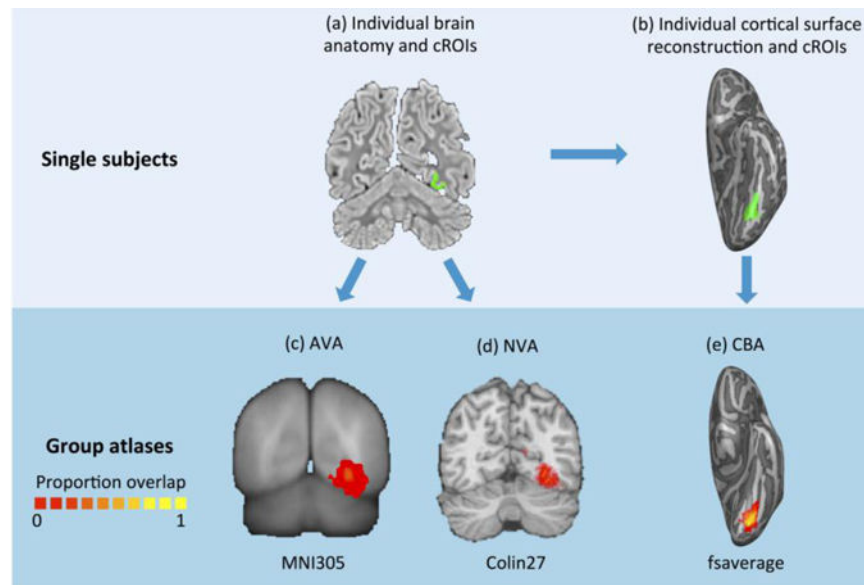 (a) Individual brain
anatomy and cROIs
(b) Individual cortical surface
reconstruction and cROIs
Single subjects
(c) AVA
(d) NVA
(e) CBA
Group atlases
Proportion overlap
0 1
MNI305
Colin27
fsaverage